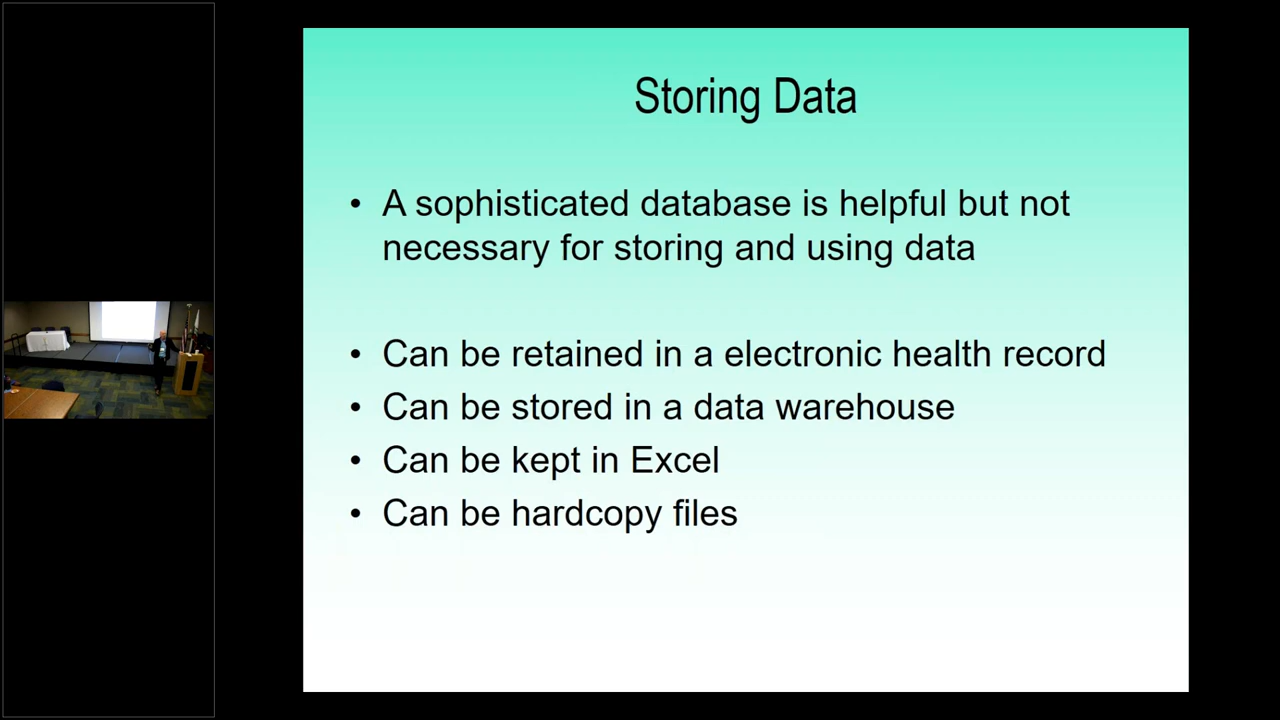 Storing Data
• A sophisticated database is helpful but not
necessary for storing and using data
• Can be retained in a electronic health record
• Can be stored in a data warehouse
• Can be kept in Excel
• Can be hardcopy files